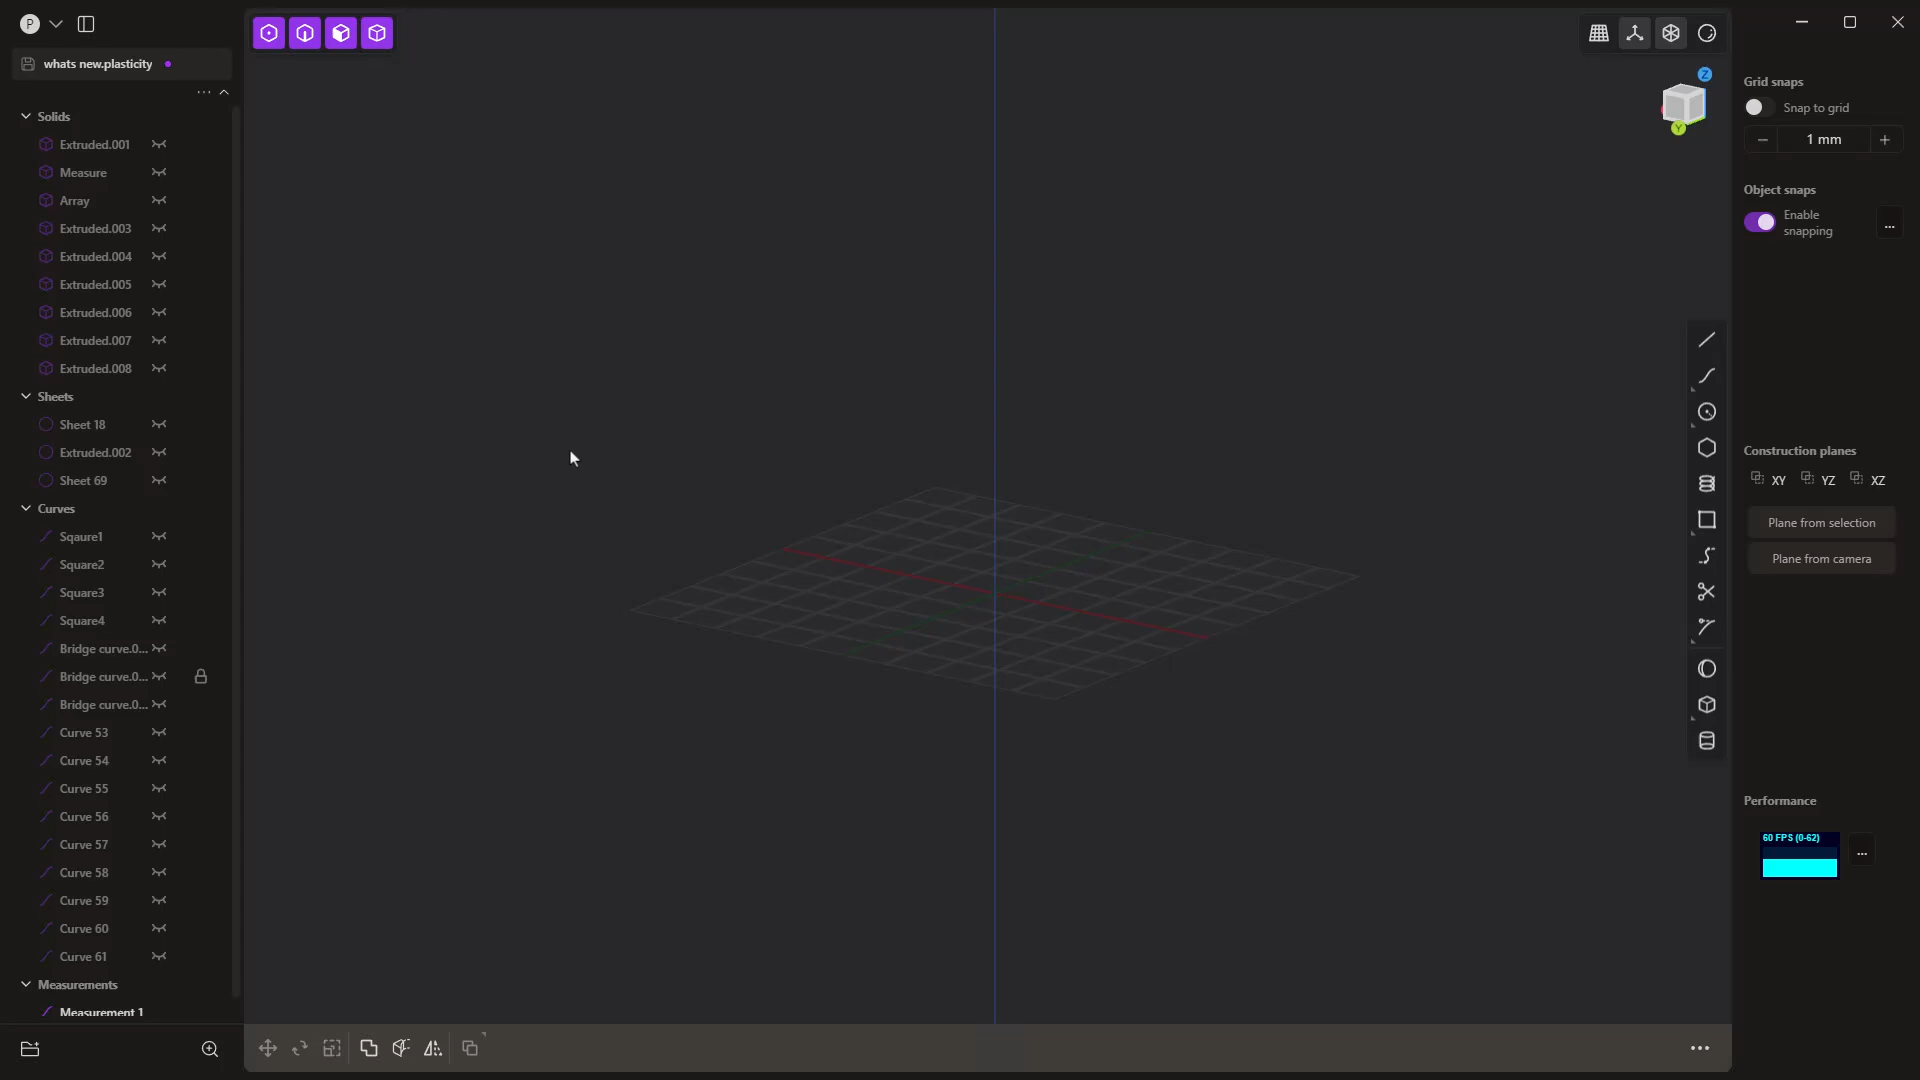 P
whats new.plasticity
Solids
Extruded.001
Measure
Array
Extruded.003
Extruded.004
Extruded.005
Extruded.006
Extruded.007
Extruded.008
Sheets
Sheet 18
Extruded.002
Sheet 69
Curves
Sqaure1
Square2
Square3
Square4
Bridge curve.0...
Bridge curve.0...
Bridge curve.0...
Curve 53
Curve 54
Curve 55
Curve 56
Curve 57
Curve 58
Curve 59
Curve 60
Curve 61
Measurements
Measurement 1
Z
Y
Grid snaps
Snap to grid
1 mm
Object snaps
Enable
snapping
...
Construction planes
XY YZ XZ
Plane from selection
Plane from camera
Performance
60 FPS (0-62)
...